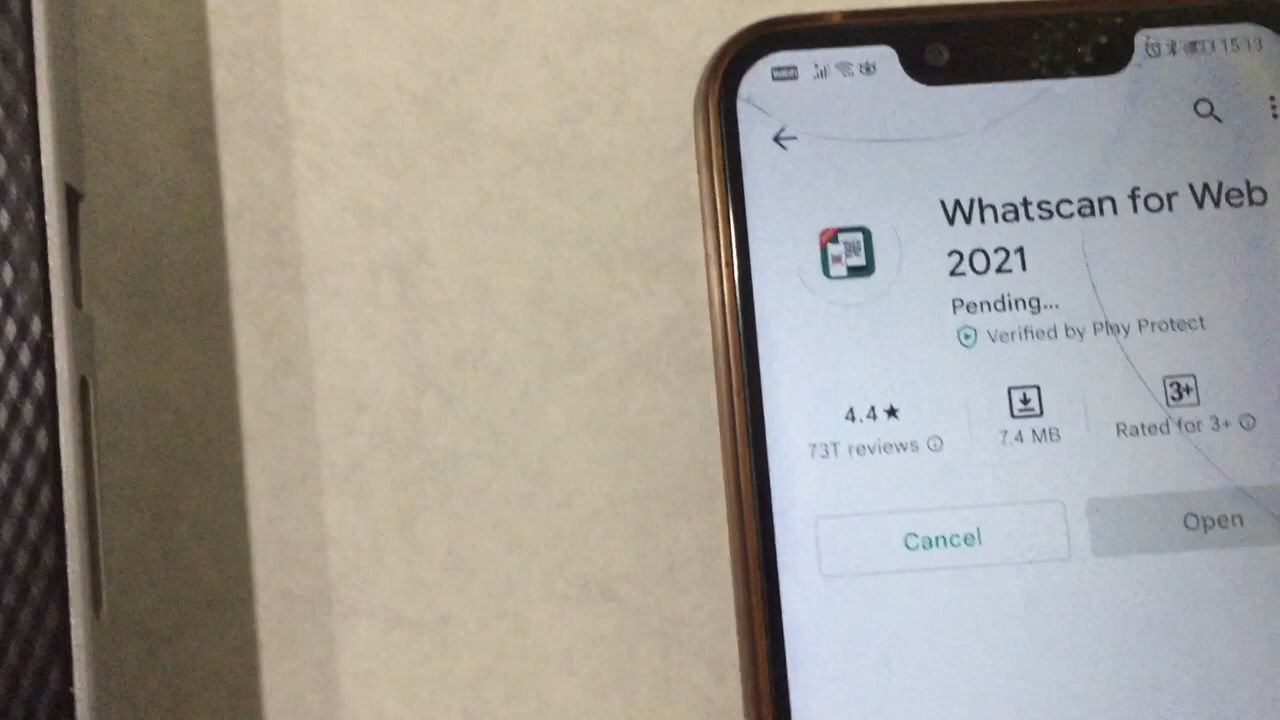 15:13
Whatscan for Web
2021
Pending...
Verified by Play Protect
4.4★
73T reviews
7.4 MB
3+
Rated for 3+
Cancel
Open